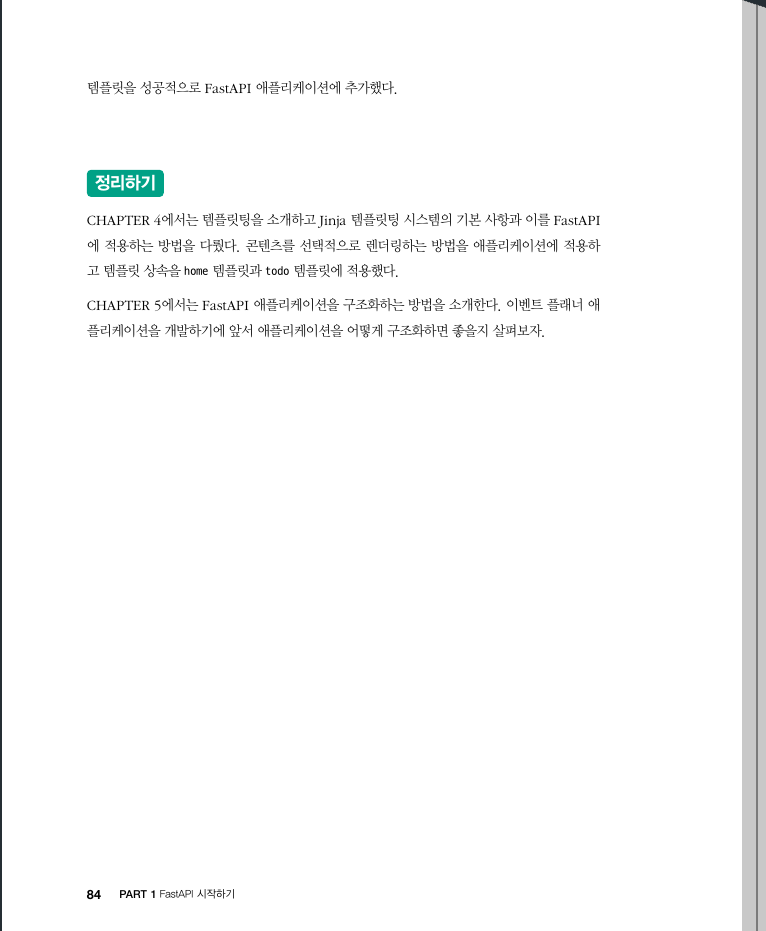 템플릿을 성공적으로 FastAPI 애플리케이션에 추가했다.
정리하기
CHAPTER 4에서는 템플릿팅을 소개하고 Jinja 템플릿팅 시스템의 기본 사항과 이를 FastAPI
에 적용하는 방법을 다뤘다. 콘텐츠를 선택적으로 렌더링하는 방법을 애플리케이션에 적용하
고 템플릿 상속을 home 템플릿과 todo 템플릿에 적용했다.
CHAPTER 5에서는 FastAPI 애플리케이션을 구조화하는 방법을 소개한다. 이벤트 플래너 애
플리케이션을 개발하기에 앞서 애플리케이션을 어떻게 구조화하면 좋을지 살펴보자.
84 PART 1 FastAPI 시작하기